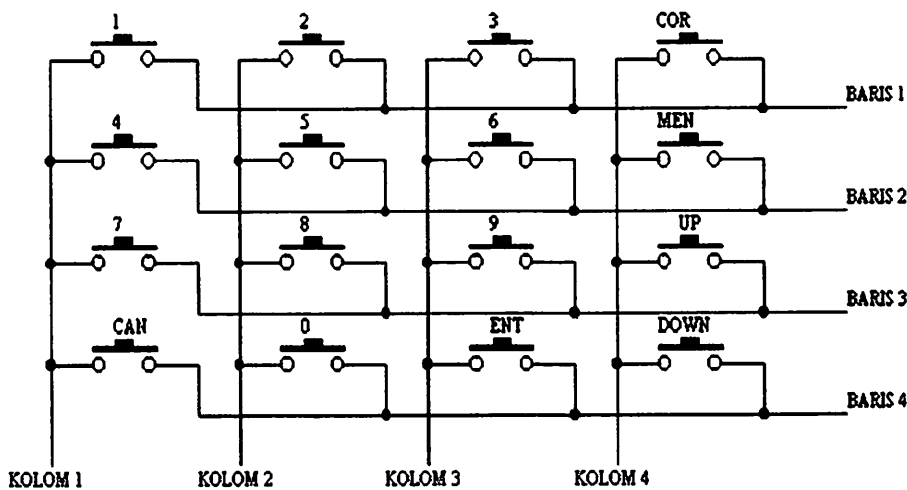 1 2 3 COR
BARIS 1
4 5 6 MEN
BARIS 2
7 8 9 UP
BARIS 3
CAN 0 ENT DOWN
BARIS 4
KOLOM 1 KOLOM 2 KOLOM 3 KOLOM 4